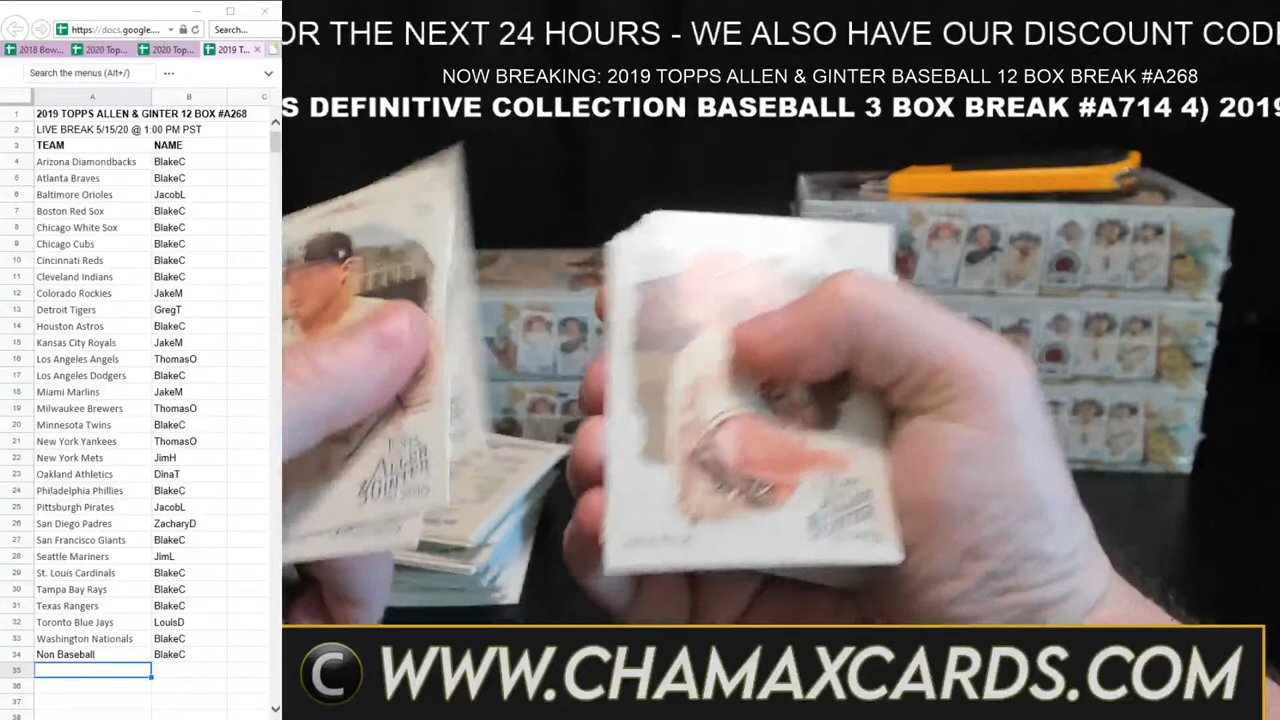 https://docs.google....
Search...
2018 Bow...
2020 Top...
2020 Top...
2019 T...
Search the menus (Alt+/)
A B C
1 2019 TOPPS ALLEN & GINTER 12 BOX #A268
2 LIVE BREAK 5/15/20 @ 1:00 PM PST
3 TEAM NAME
4 Arizona Diamondbacks BlakeC
5 Atlanta Braves BlakeC
6 Baltimore Orioles JacobL
7 Boston Red Sox BlakeC
8 Chicago White Sox BlakeC
9 Chicago Cubs BlakeC
10 Cincinnati Reds BlakeC
11 Cleveland Indians BlakeC
12 Colorado Rockies JakeM
13 Detroit Tigers GregT
14 Houston Astros BlakeC
15 Kansas City Royals JakeM
16 Los Angeles Angels ThomasO
17 Los Angeles Dodgers BlakeC
18 Miami Marlins JakeM
19 Milwaukee Brewers ThomasO
20 Minnesota Twins BlakeC
21 New York Yankees ThomasO
22 New York Mets JimH
23 Oakland Athletics DinaT
24 Philadelphia Phillies BlakeC
25 Pittsburgh Pirates JacobL
26 San Diego Padres ZacharyD
27 San Francisco Giants BlakeC
28 Seattle Mariners JimL
29 St. Louis Cardinals BlakeC
30 Tampa Bay Rays BlakeC
31 Texas Rangers BlakeC
32 Toronto Blue Jays LouisD
33 Washington Nationals BlakeC
34 Non Baseball BlakeC
35
36
37
38
OR THE NEXT 24 HOURS - WE ALSO HAVE OUR DISCOUNT COD
NOW BREAKING: 2019 TOPPS ALLEN & GINTER BASEBALL 12 BOX BREAK #A268
S DEFINITIVE COLLECTION BASEBALL 3 BOX BREAK #A714 4) 2019
ALLEN
GINTER
C WWW.CHAMAXCARDS.COM